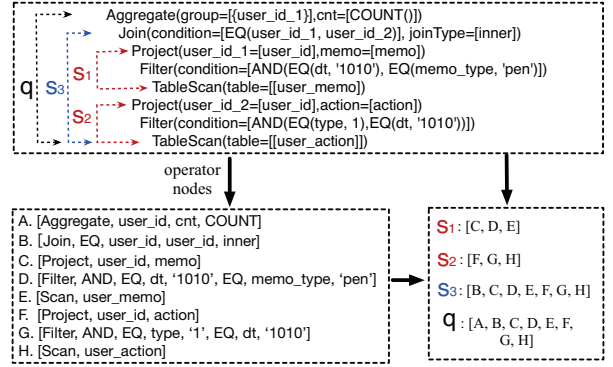 Aggregate(group=[{user_id_1}],cnt=[COUNT()])
Join(condition=[EQ(user_id_1, user_id_2)], joinType=[inner])
Project(user_id_1=[user_id],memo=[memo])
Filter(condition=[AND(EQ(dt, '1010'), EQ(memo_type, 'pen')])
TableScan(table=[[user_memo])
Project(user_id_2=[user_id],action=[action])
Filter(condition=[AND(EQ(type, 1),EQ(dt, '1010'))])
TableScan(table=[[user_action]])
q
S3
S1
S2
operator
nodes
A. [Aggregate, user_id, cnt, COUNT]
B. [Join, EQ, user_id, user_id, inner]
C. [Project, user_id, memo]
D. [Filter, AND, EQ, dt, ‘1010’, EQ, memo_type, ‘pen’]
E. [Scan, user_memo]
F. [Project, user_id, action]
G. [Filter, AND, EQ, type, ‘1’, EQ, dt, ‘1010’]
H. [Scan, user_action]
S1 : [C, D, E]
S2 : [F, G, H]
S3 : [B, C, D, E, F, G, H]
q : [A, B, C, D, E, F,
G, H]